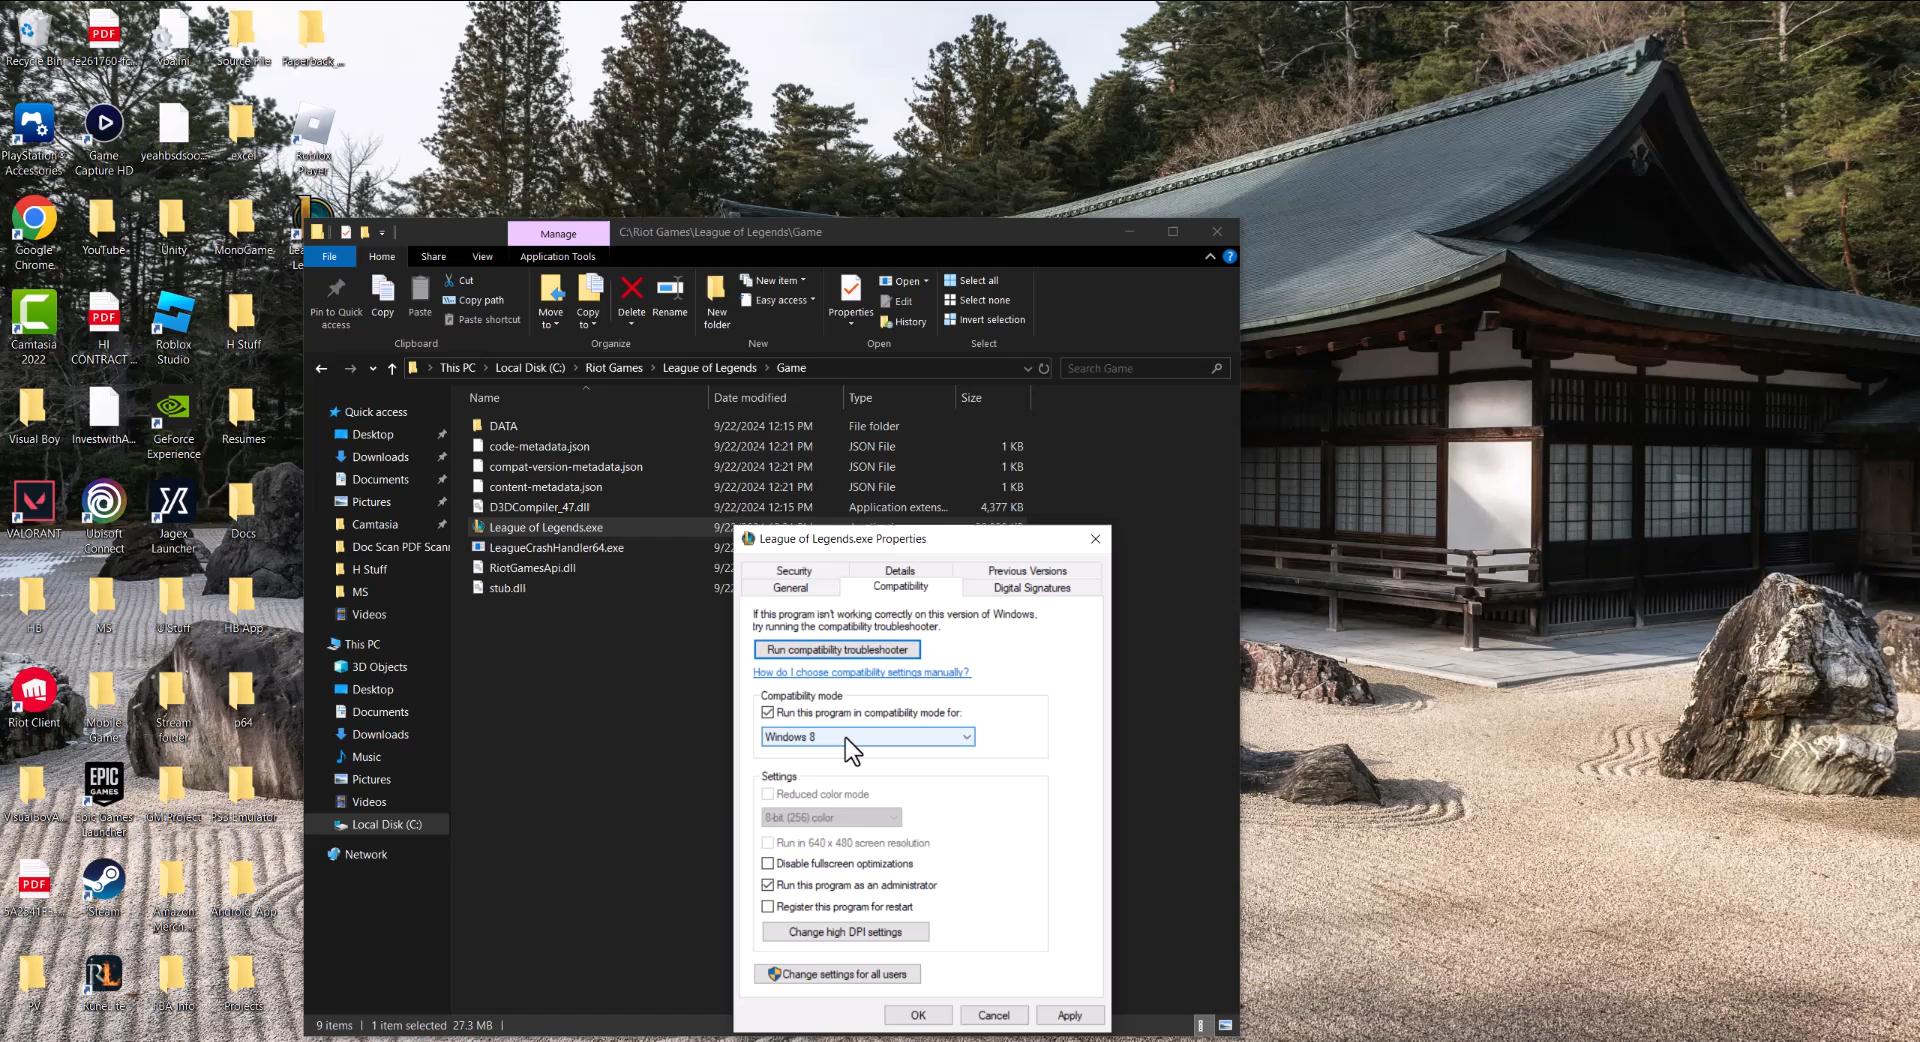 Recycle Bin
fe261760-fc...
vba.ini
Source File
Paperback_...
PlayStation®
Accessories
Game
Capture HD
yeahbsdsoo...
excel
Roblox
Player
Google
Chrome
YouTube
Unity
MonoGame
Camtasia
2022
HI
CONTRACT ...
Roblox
Studio
H Stuff
Visual Boy
InvestwithA...
GeForce
Experience
Resumes
VALORANT
Ubisoft
Connect
Jagex
Launcher
Docs
HB
MS
U Stuff
HB App
Riot Client
Mobile
Game
Stream
folder
p64
VisualboyA...
Epic Games
Launcher
GM Project
PS3 Emulator
Steam
Amazon
Merch...
Android_App
PV
RuneLite
FBA Info
Projects
PDF
PDF
PDF
EPIC
GAMES
Manage
C:\Riot Games\League of Legends\Game
File
Home
Share
View
Application Tools
Pin to Quick
access
Copy
Paste
Cut
Copy path
Paste shortcut
Clipboard
Move
to
Copy
to
Delete
Rename
Organize
New
folder
New item
Easy access
New
Properties
Open
Edit
History
Open
Select all
Select none
Invert selection
Select
This PC > Local Disk (C:) > Riot Games > League of Legends > Game
Search Game
Quick access
Desktop
Downloads
Documents
Pictures
Camtasia
Doc Scan PDF Scann
H Stuff
MS
Videos
This PC
3D Objects
Desktop
Documents
Downloads
Music
Pictures
Videos
Local Disk (C:)
Network
Name Date modified Type Size
DATA 9/22/2024 12:15 PM File folder
code-metadata.json 9/22/2024 12:21 PM JSON File 1 KB
compat-version-metadata.json 9/22/2024 12:21 PM JSON File 1 KB
content-metadata.json 9/22/2024 12:21 PM JSON File 1 KB
D3DCompiler_47.dll 9/22/2024 12:15 PM Application extens... 4,377 KB
League of Legends.exe
LeagueCrashHandler64.exe 9/22
RiotGamesApi.dll 9/22
stub.dll 9/22
9 items 1 item selected 27.3 MB
League of Legends.exe Properties
Security Details Previous Versions
General Compatibility Digital Signatures
If this program isn't working correctly on this version of Windows,
try running the compatibility troubleshooter.
Run compatibility troubleshooter
How do I choose compatibility settings manually?
Compatibility mode
Run this program in compatibility mode for:
Windows 8
Settings
Reduced color mode
8-bit (256) color
Run in 640 x 480 screen resolution
Disable fullscreen optimizations
Run this program as an administrator
Register this program for restart
Change high DPI settings
Change settings for all users
OK Cancel Apply